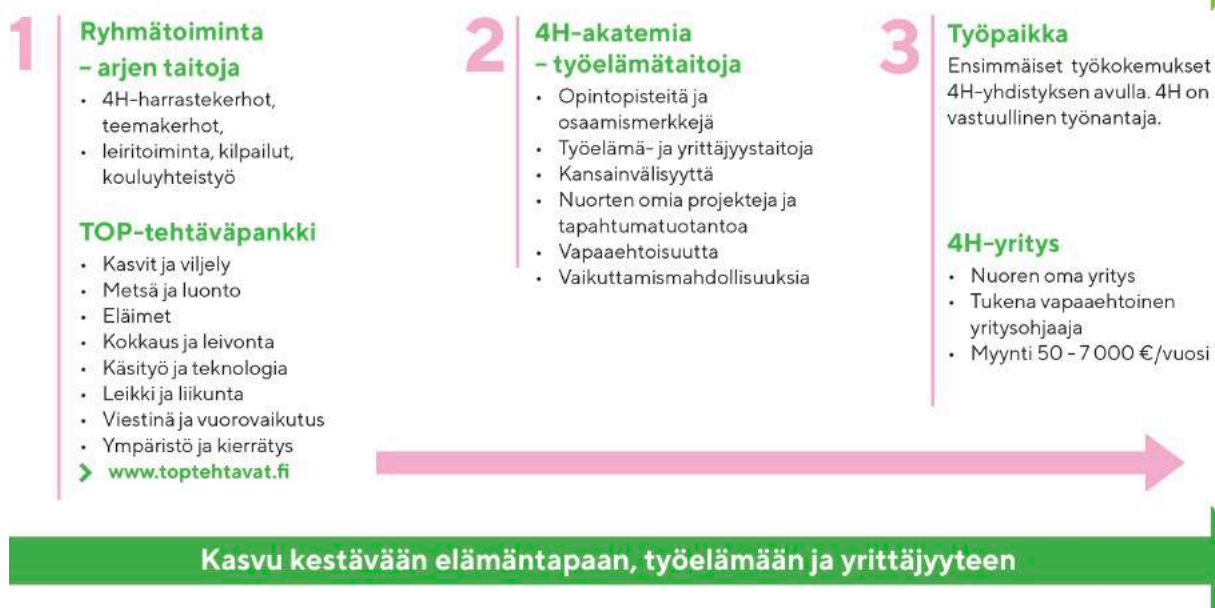 1
Ryhmätoiminta
– arjen taitoja
• 4H-harrastekerhot,
teemakerhot,
• leiritoiminta, kilpailut,
kouluyhteistyö
TOP-tehtäväpankki
• Kasvit ja viljely
• Metsä ja luonto
• Eläimet
• Kokkaus ja leivonta
• Käsityö ja teknologia
• Leikki ja liikunta
• Viestinä ja vuorovaikutus
• Ympäristö ja kierrätys
> www.toptehtavat.fi
2
4H-akatemia
– työelämätaitoja
• Opintopisteitä ja
osaamismerkkejä
• Työelämä- ja yrittäjyystaitoja
• Kansainvälisyyttä
• Nuorten omia projekteja ja
tapahtumatuotantoa
• Vapaaehtoisuutta
• Vaikuttamismahdollisuuksia
3
Työpaikka
Ensimmäiset työkokemukset
4H-yhdistyksen avulla. 4H on
vastuullinen työnantaja.
4H-yritys
• Nuoren oma yritys
• Tukena vapaaehtoinen
yritysohjaaja
• Myynti 50 - 7 000 €/vuosi
Kasvu kestävään elämäntapaan, työelämään ja yrittäjyyteen